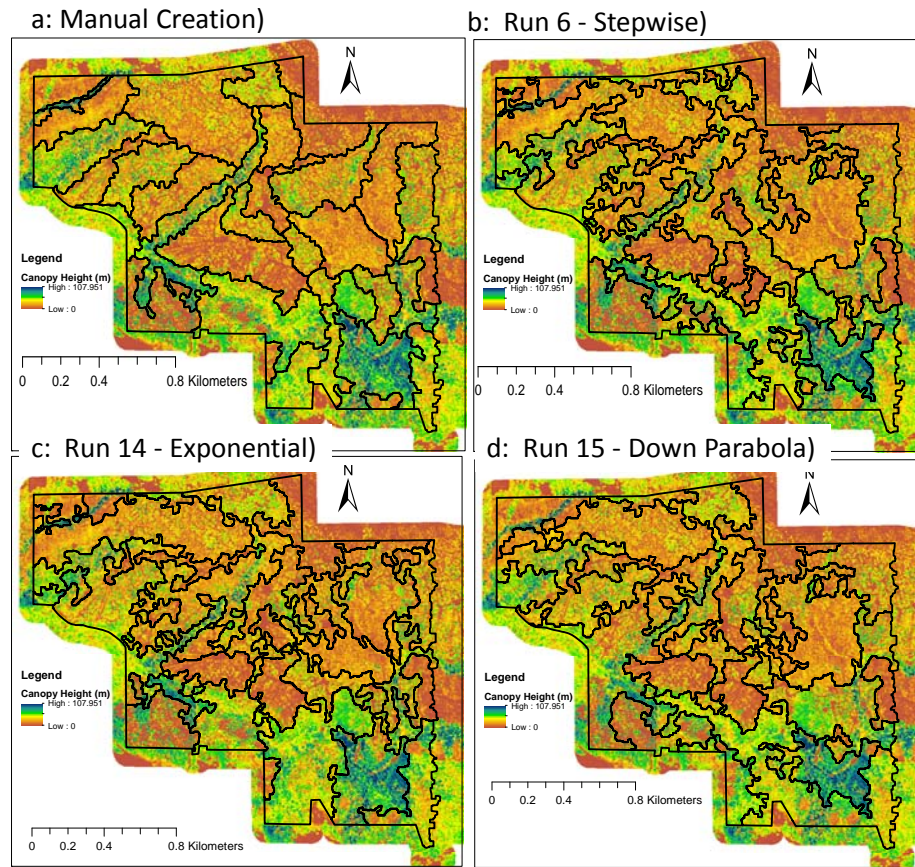 a: Manual Creation)
N
Legend
Canopy Height (m)
High : 107.951
Low : 0
0 0.2 0.4 0.8 Kilometers
b: Run 6 - Stepwise)
N
Legend
Canopy Height (m)
High : 107.951
Low : 0
0 0.2 0.4 0.8 Kilometers
c: Run 14 - Exponential)
N
Legend
Canopy Height (m)
High : 107.951
Low : 0
0 0.2 0.4 0.8 Kilometers
d: Run 15 - Down Parabola)
N
Legend
Canopy Height (m)
High : 107.951
Low : 0
0 0.2 0.4 0.8 Kilometers